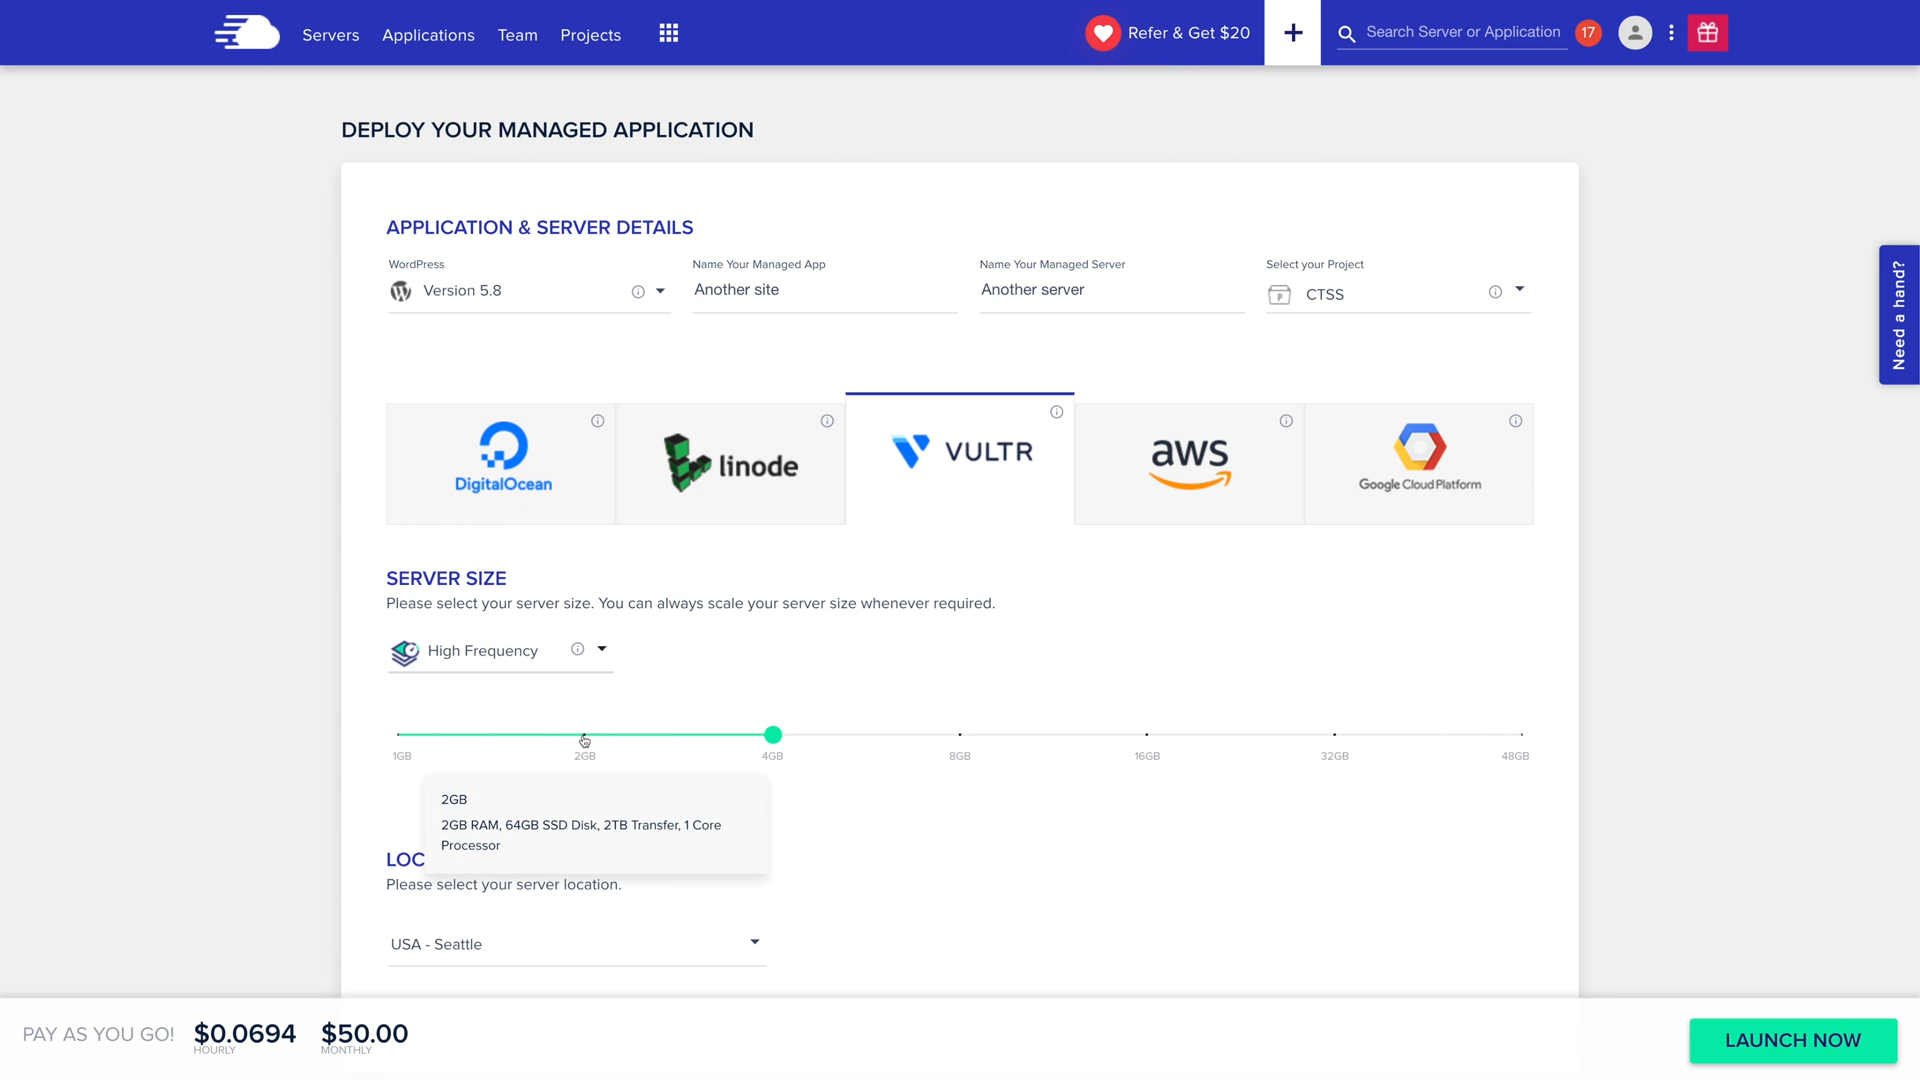 Servers Applications Team Projects
Refer & Get $20
+
Search Server or Application
17
DEPLOY YOUR MANAGED APPLICATION
APPLICATION & SERVER DETAILS
WordPress
Version 5.8
Name Your Managed App
Another site
Name Your Managed Server
Another server
Select your Project
CTSS
Need a hand?
DigitalOcean
linode
VULTR
aws
Google Cloud Platform
SERVER SIZE
Please select your server size. You can always scale your server size whenever required.
High Frequency
1GB 2GB 4GB 8GB 16GB 32GB 48GB
2GB
2GB RAM, 64GB SSD Disk, 2TB Transfer, 1 Core
Processor
LOC
Please select your server location.
USA - Seattle
PAY AS YOU GO! $0.0694 $50.00
HOURLY MONTHLY
LAUNCH NOW